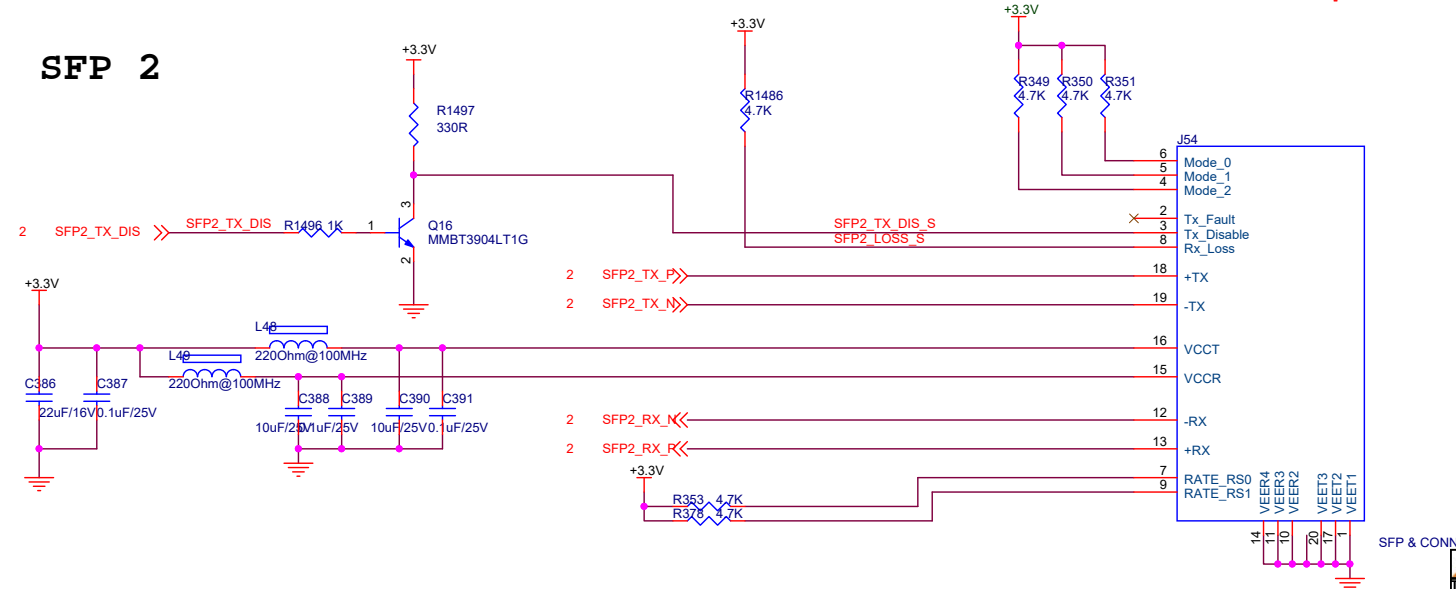 SFP 2
+3.3V
R1497
330R
+3.3V
R1486
4.7K
+3.3V
R349
4.7K
R350
4.7K
R351
4.7K
J54
6 Mode_0
5 Mode_1
4 Mode_2
2 Tx_Fault
3 Tx_Disable
8 Rx_Loss
18 +TX
19 -TX
16 VCCT
15 VCCR
12 -RX
13 +RX
7 RATE_RS0
9 RATE_RS1
2 SFP2_TX_DIS
SFP2_TX_DIS
R1496 1K
1
3
2
Q16
MMBT3904LT1G
SFP2_TX_DIS_S
SFP2_LOSS_S
2 SFP2_TX_P
2 SFP2_TX_N
+3.3V
L48
220Ohm@100MHz
L49
220Ohm@100MHz
C386
22uF/16V
C387
0.1uF/25V
C388
10uF/25V
C389
0.1uF/25V
C390
10uF/25V
C391
0.1uF/25V
2 SFP2_RX_N
2 SFP2_RX_P
+3.3V
R353 4.7K
R378 4.7K
VEER4
VEER3
VEER2
VEET3
VEET2
VEET1
14
11
10
20
17
1
SFP & CONN